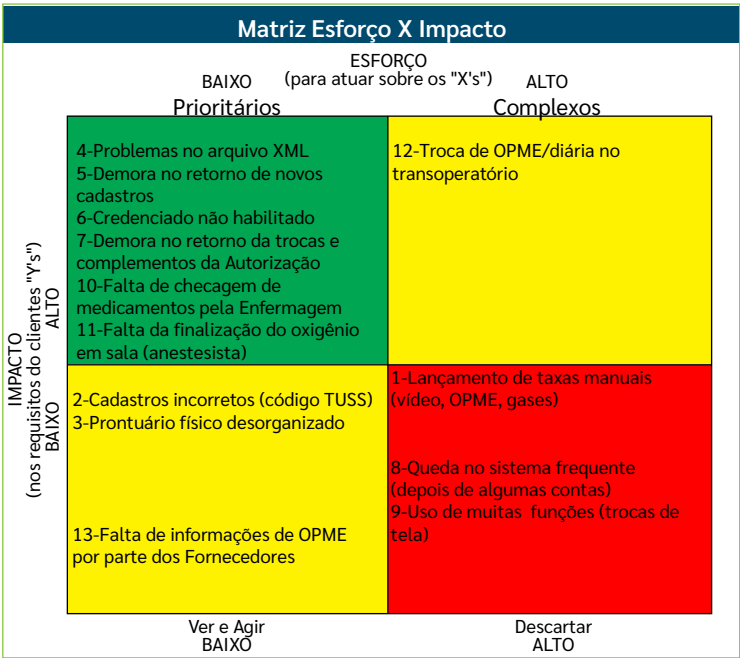 Matriz Esforço X Impacto
ESFORÇO
(para atuar sobre os "X's")
BAIXO
ALTO
Prioritários
Complexos
IMPACTO
(nos requisitos do clientes "Y's")
ALTO
BAIXO
4-Problemas no arquivo XML
5-Demora no retorno de novos
cadastros
6-Credenciado não habilitado
7-Demora no retorno da trocas e
complementos da Autorização
10-Falta de checagem de
medicamentos pela Enfermagem
11-Falta da finalização do oxigênio
em sala (anestesista)
12-Troca de OPME/diária no
transoperatório
2-Cadastros incorretos (código TUSS)
3-Prontuário físico desorganizado
13-Falta de informações de OPME
por parte dos Fornecedores
1-Lançamento de taxas manuais
(vídeo, OPME, gases)
8-Queda no sistema frequente
(depois de algumas contas)
9-Uso de muitas  funções (trocas de
tela)
Ver e Agir
BAIXO
Descartar
ALTO